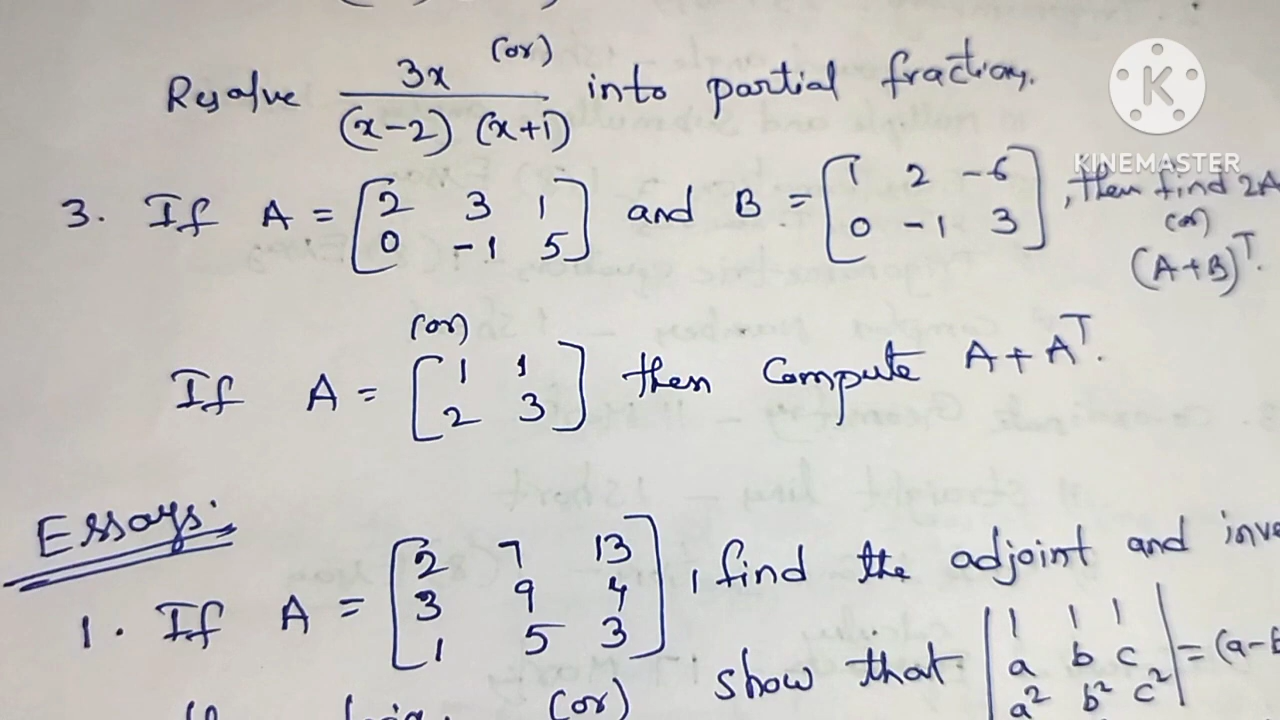 (or)
Resolve 3x / (x-2) (x+1) into partial fraction.
K
KINEMASTER
3. If A = [2 3 1; 0 -1 5] and B = [1 2 -6; 0 -1 3], then find 2A
(or)
(A+B)^T.
(or)
If A = [1 1; 2 3] then compute A + A^T.
Essays.
1. If A = [2 7 13; 3 9 4; 1 5 3], find the adjoint and inve
(or) show that |1 1 1; a b c; a² b² c²| = (a-b